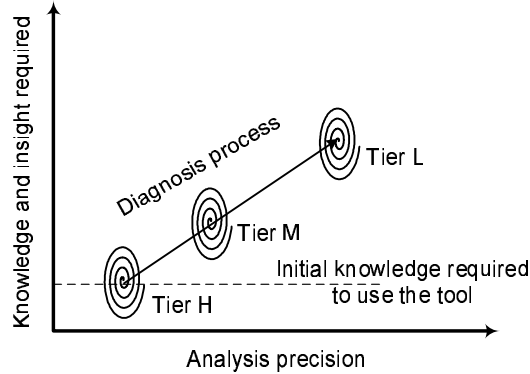 Knowledge and insight required
Diagnosis process
Tier L
Tier M
Initial knowledge required
to use the tool
Tier H
Analysis precision